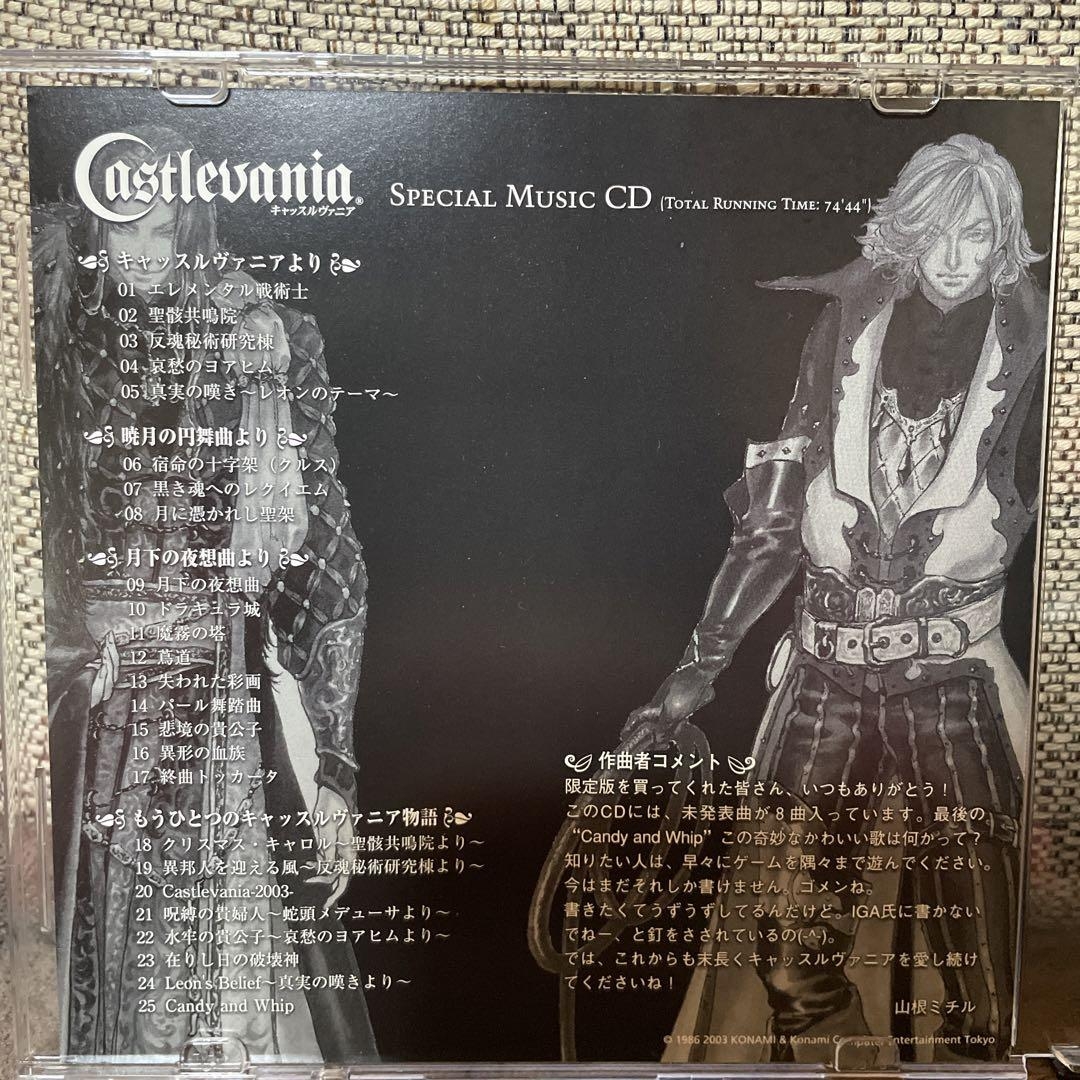 Castlevania®
キャッスルヴァニア
SPECIAL MUSIC CD (TOTAL RUNNING TIME: 74'44")
キャッスルヴァニアより
01 エレメンタル戦術士
02 聖骸共鳴院
03 反魂秘術研究棟
04 哀愁のヨアヒム
05 真実の嘆き～レオンのテーマ～
暁月の円舞曲より
06 宿命の十字架（クルス）
07 黒き魂へのレクイエム
08 月に憑かれし聖架
月下の夜想曲より
09 月下の夜想曲
10 ドラキュラ城
11 魔霧の塔
12 蔦道
13 失われた彩画
14 パール舞踏曲
15 悲境の貴公子
16 異形の血族
17 終曲トッカータ
もうひとつのキャッスルヴァニア物語
18 クリスマス・キャロル～聖骸共鳴院より～
19 異邦人を迎える風～反魂秘術研究棟より～
20 Castlevania-2003-
21 呪縛の貴婦人～蛇頭メデューサより～
22 水牢の貴公子～哀愁のヨアヒムより～
23 在りし日の破壊神
24 Leon's Belief～真実の嘆きより～
25 Candy and Whip
作曲者コメント
限定版を買ってくれた皆さん、いつもありがとう！
このCDには、未発表曲が８曲入っています。最後の
“Candy and Whip”この奇妙なかわいい歌は何かって？
知りたい人は、早々にゲームを隅々まで遊んでください。
今はまだそれしか書けません。ゴメンね。
書きたくてうずうずしてるんだけど。IGA氏に書かない
でねー、と釘をさされているの(-^-)。
では、これからも末長くキャッスルヴァニアを愛し続け
てくださいね！
山根ミチル
© 1986 2003 KONAMI & Konami Computer Entertainment Tokyo